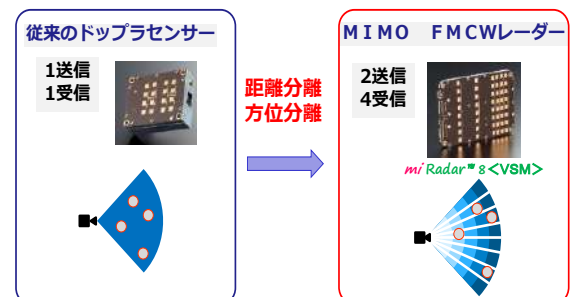 従来のドップラセンサー
1送信
1受信
距離分離
方位分離
ＭＩＭＯ　ＦＭＣＷレーダー
2送信
4受信
miRadar 8<VSM>